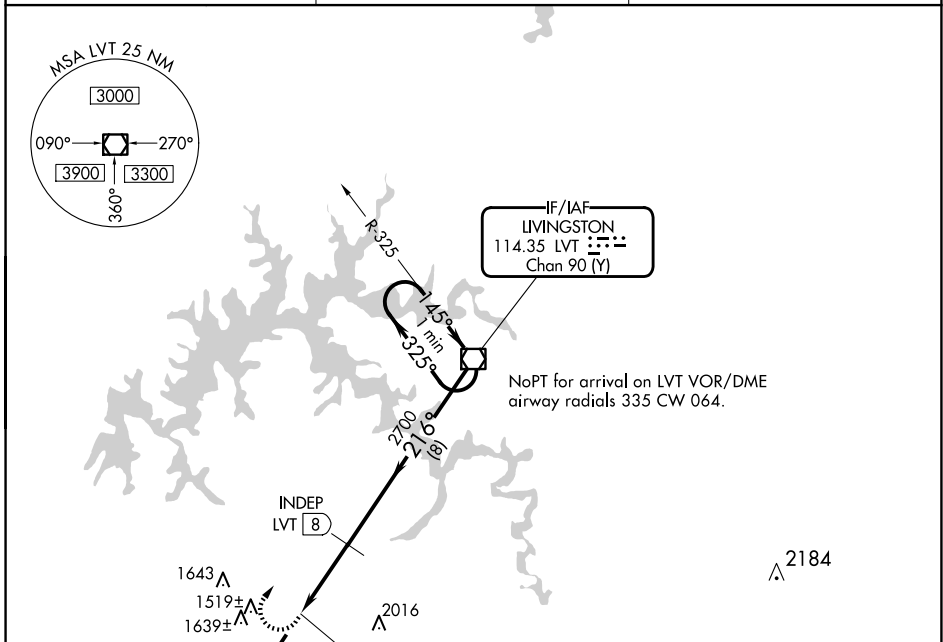 MSA LVT 25 NM
3000
090°
270°
3900
3300
360°
R-325
IF/IAF
LIVINGSTON
114.35 LVT
Chan 90 (Y)
145°
1 min
325°
NoPT for arrival on LVT VOR/DME
airway radials 335 CW 064.
2700
216°
(8)
INDEP
LVT 8
2184
1643
1519±
2016
1639±